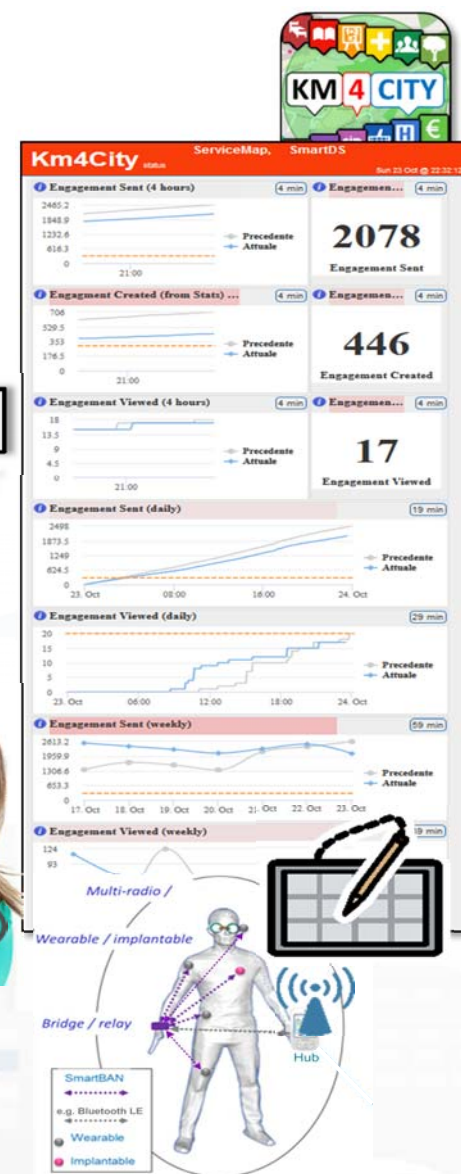 KM 4 CITY
H €
Km4City status
ServiceMap, SmartDS
Sun 23 Oct @ 22:32:12
Engagement Sent (4 hours)
4 min
2465.2
1848.9
1232.6
616.3
0
21:00
Precedente
Attuale
Engagemen...
4 min
2078
Engagement Sent
Engagment Created (from Stats) ...
4 min
706
529.5
353
176.5
0
21:00
Precedente
Attuale
Engagemen...
4 min
446
Engagement Created
Engagement Viewed (4 hours)
4 min
18
13.5
9
4.5
0
21:00
Precedente
Attuale
Engagemen...
4 min
17
Engagement Viewed
Engagement Sent (daily)
19 min
2498
1873.5
1249
624.5
0
23. Oct
08:00
16:00
24. Oct
Precedente
Attuale
Engagement Viewed (daily)
29 min
20
15
10
5
0
23. Oct
06:00
12:00
18:00
24. Oct
Precedente
Attuale
Engagement Sent (weekly)
59 min
2613.2
1959.9
1306.6
653.3
0
17. Oct
18. Oct
19. Oct
20. Oct
21. Oct
22. Oct
23. Oct
Precedente
Attuale
Engagement Viewed (weekly)
9 min
124
93
Multi-radio /
Wearable / implantable
Bridge / relay
Hub
SmartBAN
e.g. Bluetooth LE
Wearable
Implantable